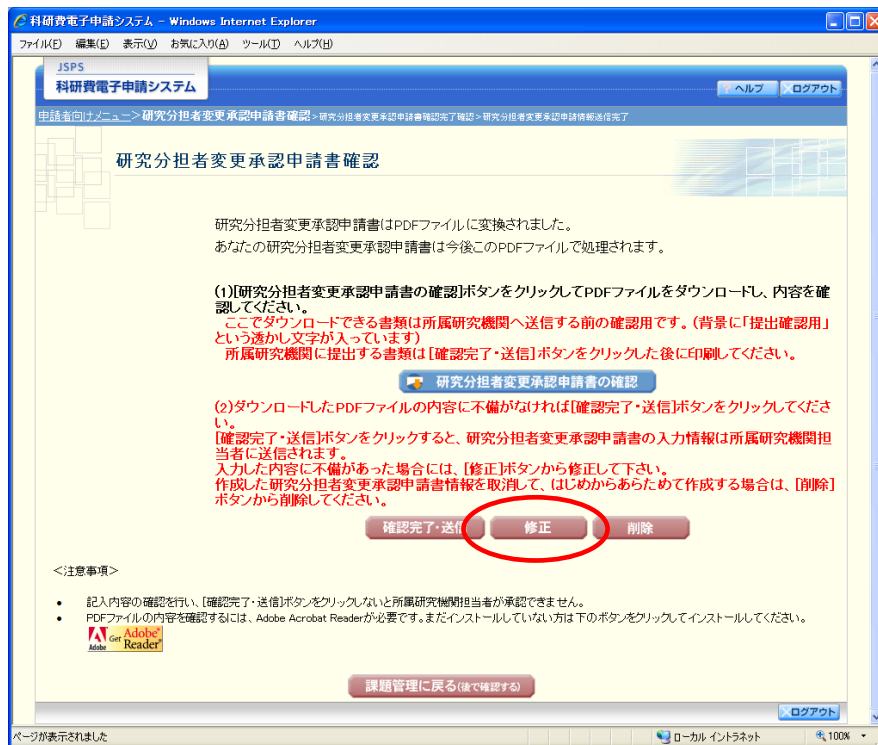 科研費電子申請システム - Windows Internet Explorer
ファイル(F) 編集(E) 表示(V) お気に入り(A) ツール(T) ヘルプ(H)
JSPS
科研費電子申請システム
ヘルプ ログアウト
申請者向けメニュー>研究分担者変更承認申請書確認>研究分担者変更承認申請書確認完了確認>研究分担者変更承認申請情報送信完了
研究分担者変更承認申請書確認
研究分担者変更承認申請書はPDFファイルに変換されました。
あなたの研究分担者変更承認申請書は今後このPDFファイルで処理されます。
(1)[研究分担者変更承認申請書の確認]ボタンをクリックしてPDFファイルをダウンロードし、内容を確
認してください。
ここでダウンロードできる書類は所属研究機関へ送信する前の確認用です。(背景に「提出確認用」
という透かし文字が入っています)
所属研究機関に提出する書類は[確認完了・送信]ボタンをクリックした後に印刷してください。
研究分担者変更承認申請書の確認
(2)ダウンロードしたPDFファイルの内容に不備がなければ[確認完了・送信]ボタンをクリックしてくださ
い。
[確認完了・送信]ボタンをクリックすると、研究分担者変更承認申請書の入力情報は所属研究機関担
当者に送信されます。
入力した内容に不備があった場合には、[修正]ボタンから修正して下さい。
作成した研究分担者変更承認申請書情報を取消して、はじめからあらためて作成する場合は、[削除]
ボタンから削除してください。
確認完了・送信 修正 削除
<注意事項>
• 記入内容の確認を行い、[確認完了・送信]ボタンをクリックしないと所属研究機関担当者が承認できません。
• PDFファイルの内容を確認するには、Adobe Acrobat Readerが必要です。まだインストールしていない方は下のボタンをクリックしてインストールしてください。
Adobe Get Adobe® Reader®
課題管理に戻る(後で確認する)
ログアウト
ページが表示されました ローカル イントラネット 100%